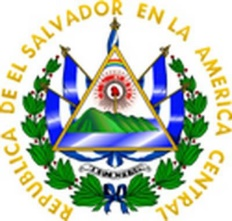 REPUBLICA DE EL SALVADOR EN LA AMERICA CENTRAL